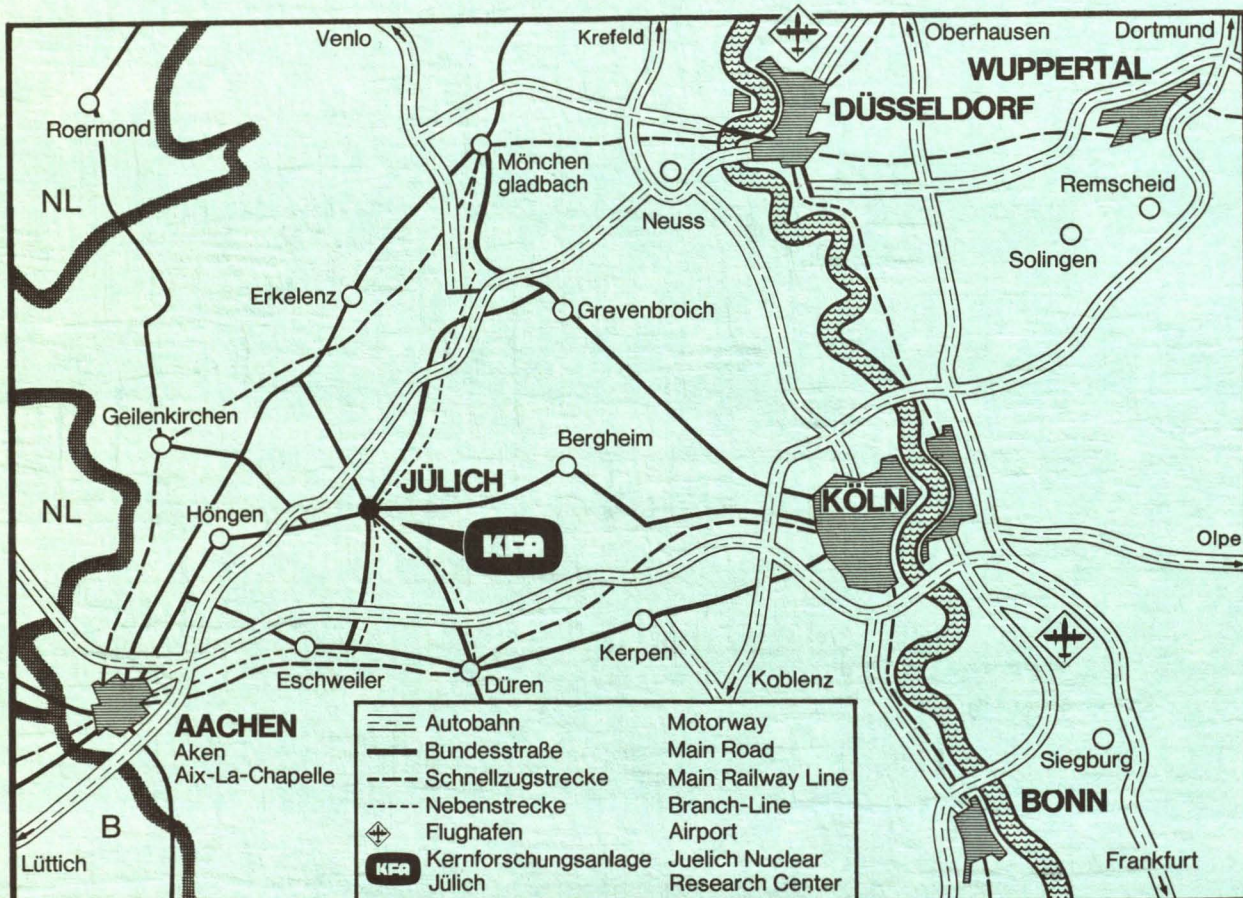 Venlo
Krefeld
Oberhausen
Dortmund
WUPPERTAL
DÜSSELDORF
Roermond
Mönchen
gladbach
NL
Neuss
Remscheid
Solingen
Erkelenz
Grevenbroich
Geilenkirchen
Bergheim
JÜLICH
KÖLN
NL
Höngen
KFA
Olpe
Kerpen
Eschweiler
Düren
Koblenz
AACHEN
Aken
Aix-La-Chapelle
Siegburg
BONN
B
Lüttich
Frankfurt
Autobahn Motorway
Bundesstraße Main Road
Schnellzugstrecke Main Railway Line
Nebenstrecke Branch-Line
Flughafen Airport
KFA Kernforschungsanlage Juelich Nuclear
Jülich Research Center